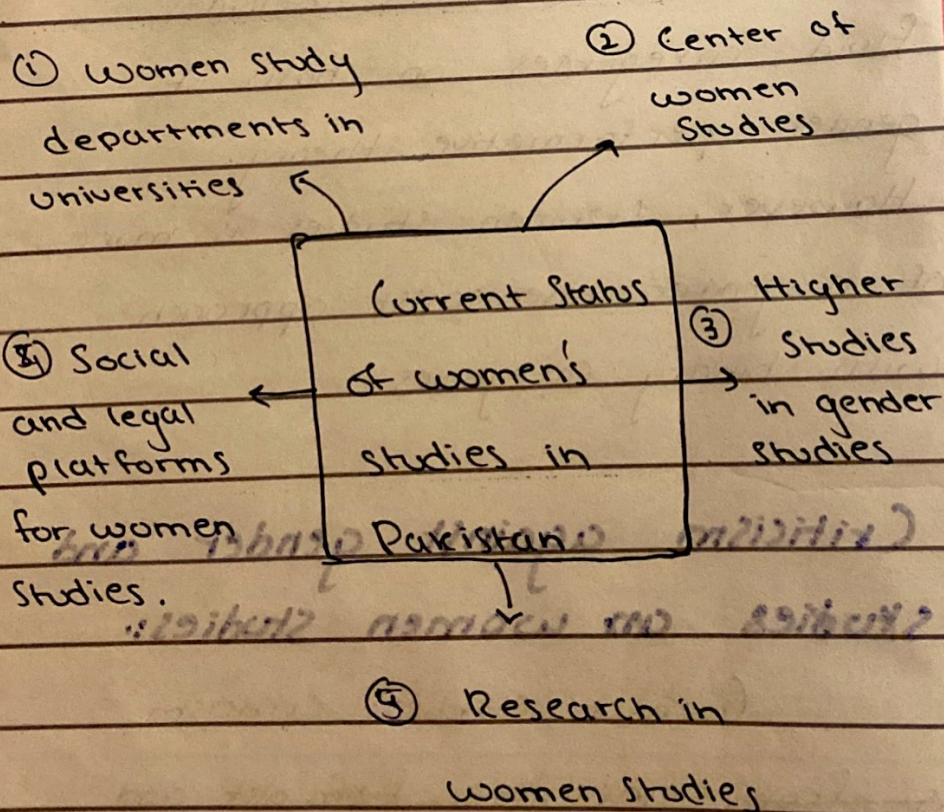 ① Women Study
departments in
universities
② Center of
women
Studies
Current Status
of women's
studies in
Pakistan
③ Higher
Studies
in gender
studies
④ Social
and legal
platforms
for women
studies.
⑤ Research in
women studies